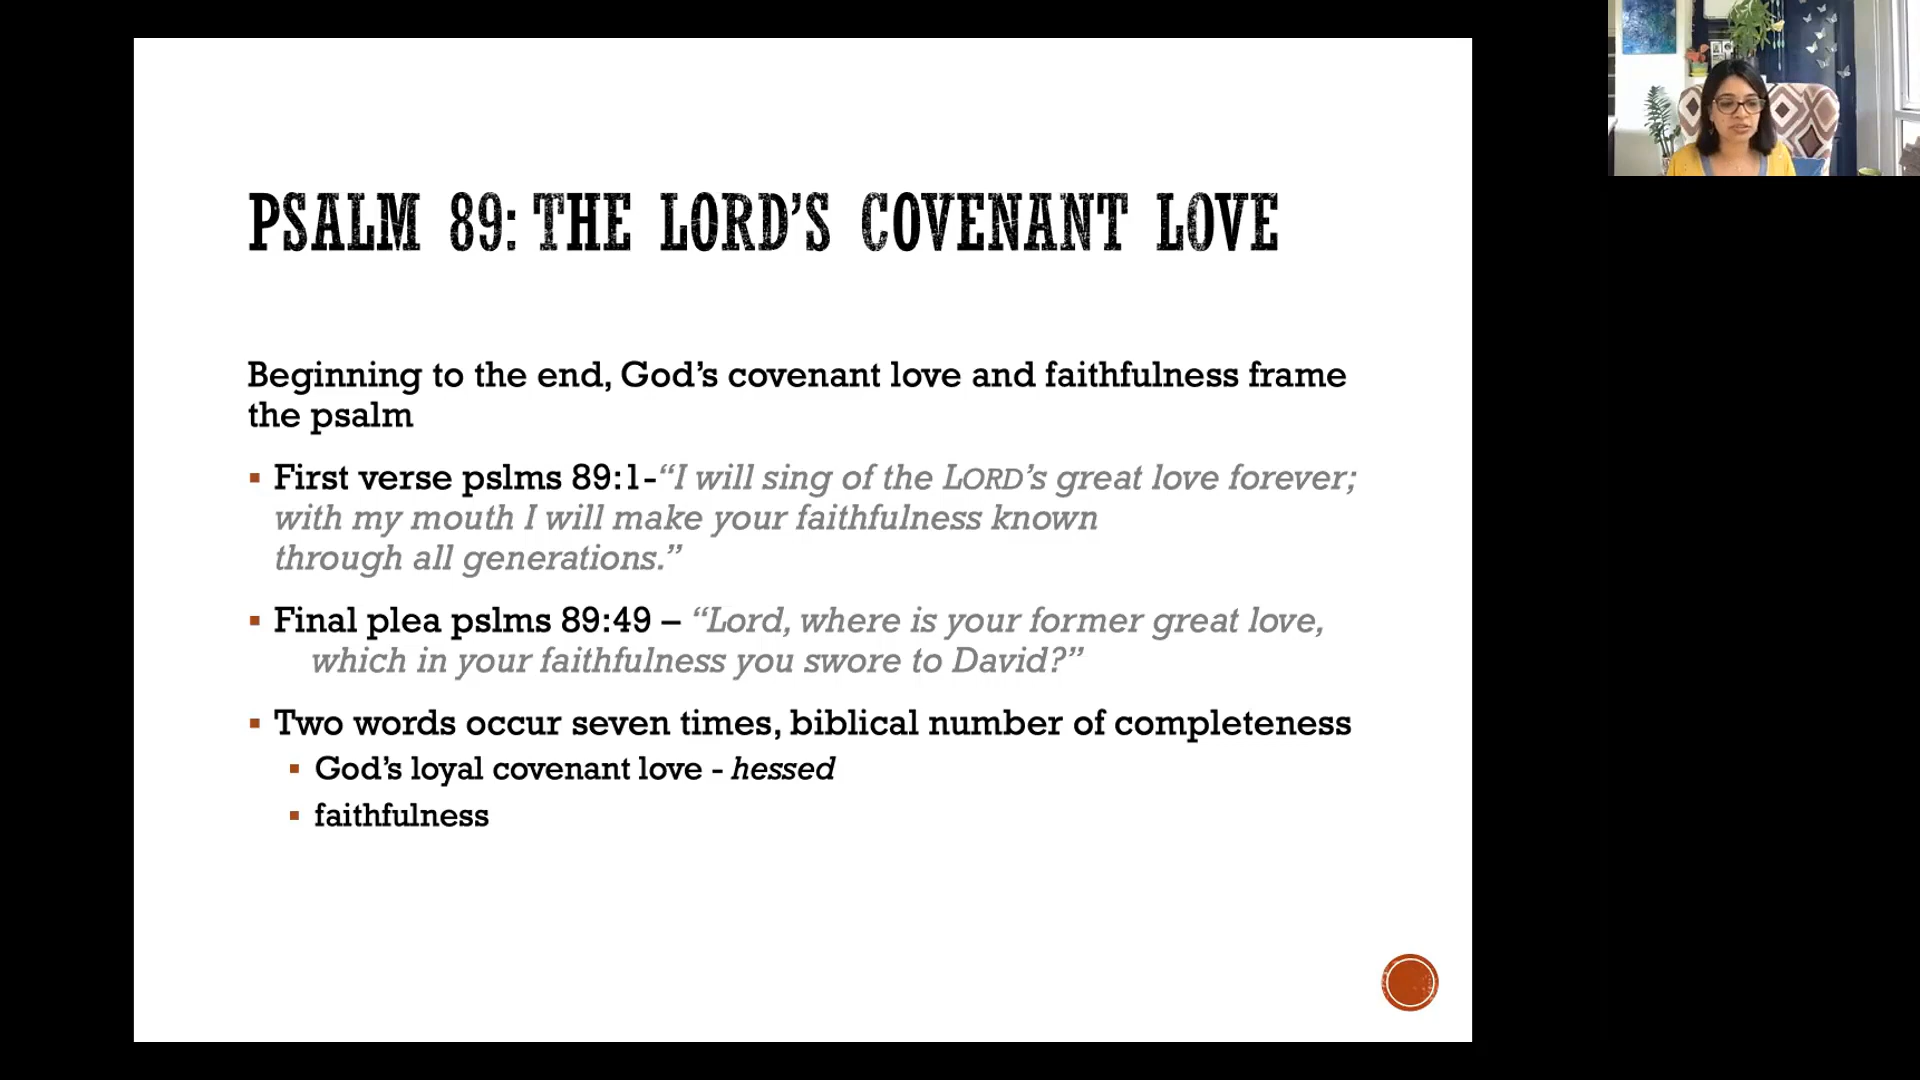 PSALM 89: THE LORD’S COVENANT LOVE
Beginning to the end, God’s covenant love and faithfulness frame
the psalm
▪ First verse pslms 89:1-“I will sing of the LORD’s great love forever;
with my mouth I will make your faithfulness known
through all generations.”
▪ Final plea pslms 89:49 – “Lord, where is your former great love,
which in your faithfulness you swore to David?”
▪ Two words occur seven times, biblical number of completeness
▪ God’s loyal covenant love - hessed
▪ faithfulness